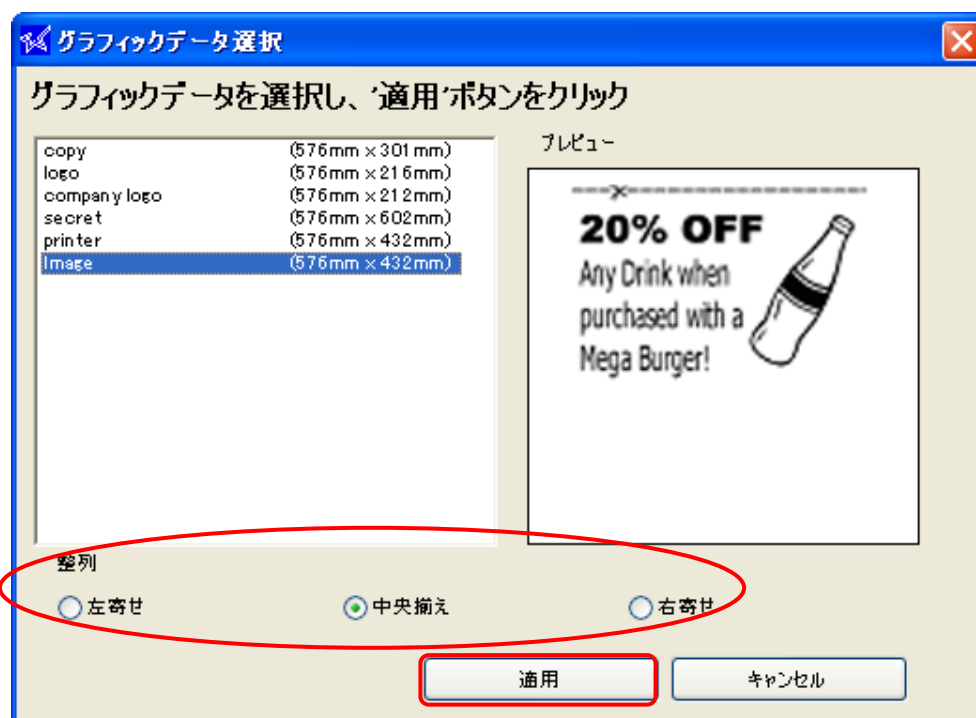 グラフィックデータ選択
グラフィックデータを選択し、'適用'ボタンをクリック
copy (576mm×301mm)
logo (576mm×216mm)
company logo (576mm×212mm)
secret (576mm×602mm)
printer (576mm×432mm)
Image (576mm×432mm)
プレビュー
20% OFF
Any Drink when
purchased with a
Mega Burger!
整列
左寄せ 中央揃え 右寄せ
適用 キャンセル